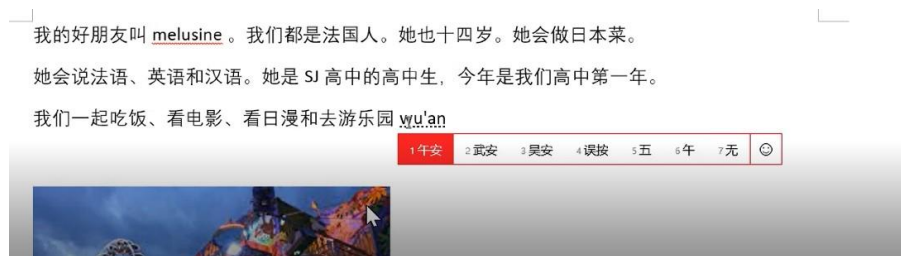 我的好朋友叫 melusine 。我们都是法国人。她也十四岁。她会做日本菜。
她会说法语、英语和汉语。她是 SJ 高中的高中生，今年是我们高中第一年。
我们一起吃饭、看电影、看日漫和去游乐园 wu'an
1 午安 2 武安 3 吴安 4 误按 5 五 6 午 7 无